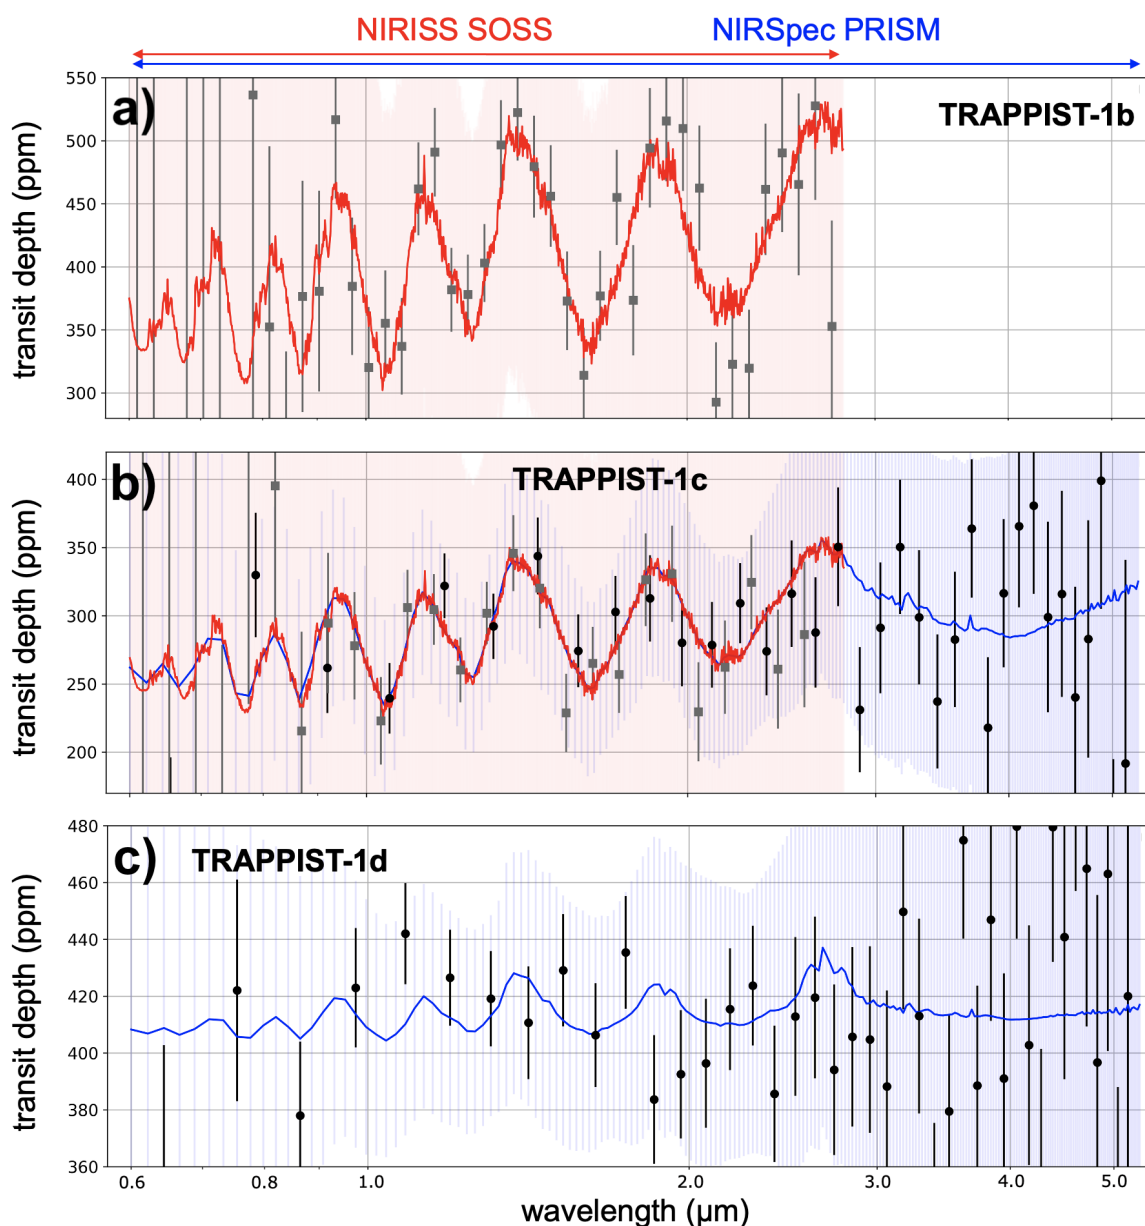 NIRISS SOSS
NIRSpec PRISM
a)
TRAPPIST-1b
transit depth (ppm)
550
500
450
400
350
300
b)
TRAPPIST-1c
transit depth (ppm)
400
350
300
250
200
c)
TRAPPIST-1d
transit depth (ppm)
480
460
440
420
400
380
360
0.6 0.8 1.0 2.0 3.0 4.0 5.0
wavelength (μm)